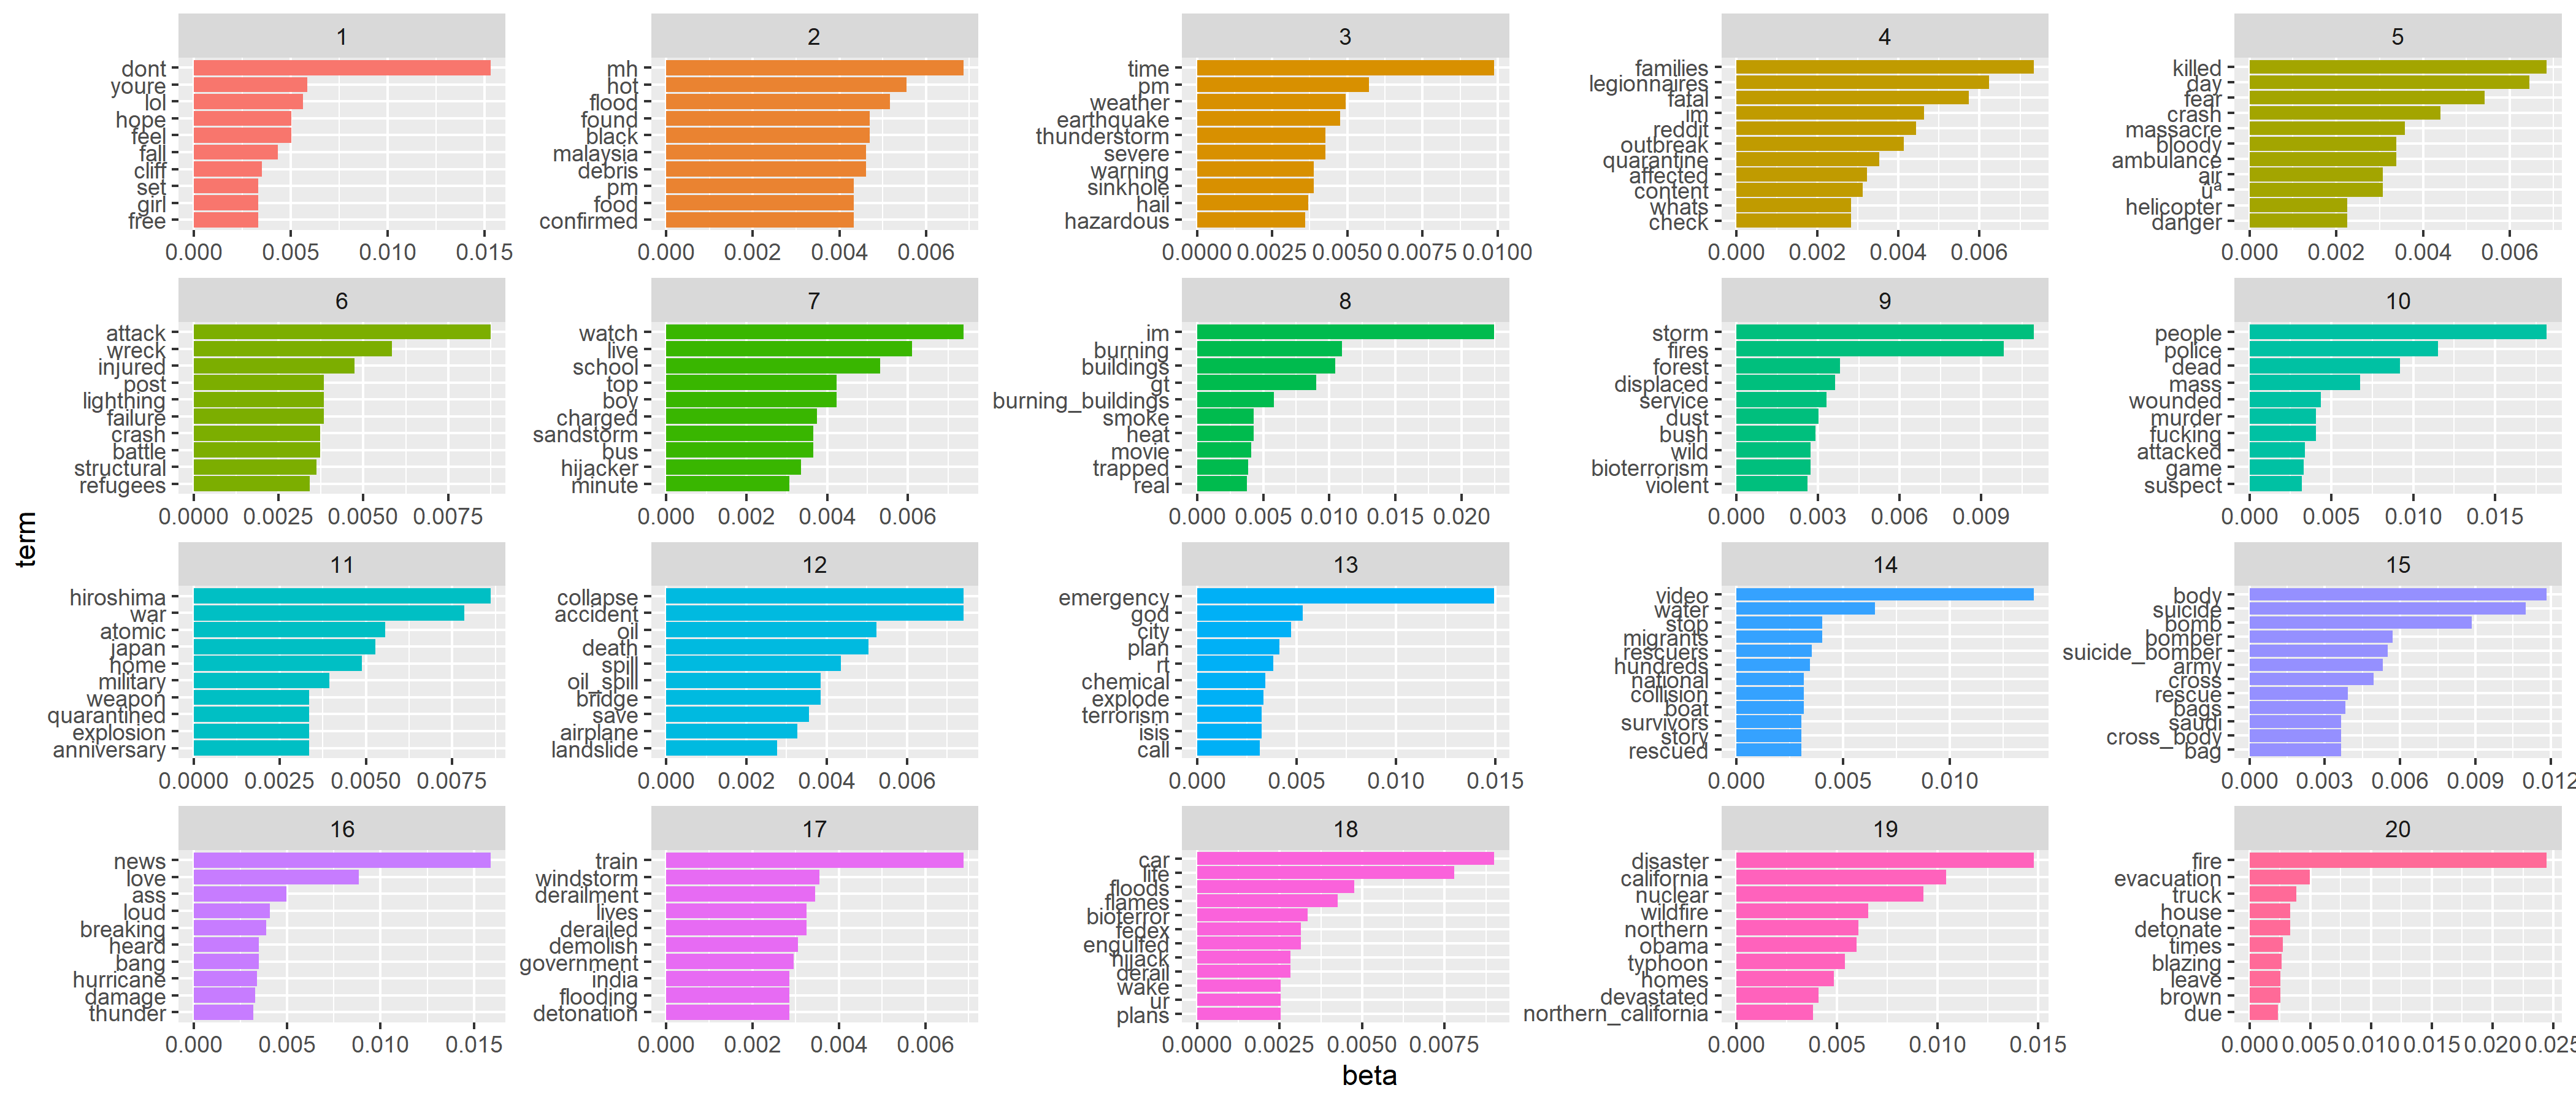 1
dont
youre
lol
hope
feel
fall
cliff
set
girl
free
0.000 0.005 0.010 0.015
2
mh
hot
flood
found
black
malaysia
debris
pm
food
confirmed
0.000 0.002 0.004 0.006
3
time
pm
weather
earthquake
thunderstorm
severe
warning
sinkhole
hail
hazardous
0.0000 0.0025 0.0050 0.0075 0.0100
4
families
legionnaires
fatal
im
reddit
outbreak
quarantine
affected
content
whats
check
0.000 0.002 0.004 0.006
5
killed
day
fear
crash
massacre
bloody
ambulance
air
ûª
helicopter
danger
0.000 0.002 0.004 0.006
6
attack
wreck
injured
post
lighthing
failure
crash
battle
structural
refugees
0.0000 0.0025 0.0050 0.0075
7
watch
live
school
top
boy
charged
sandstorm
bus
hijacker
minute
0.000 0.002 0.004 0.006
8
im
burning
buildings
gt
burning_buildings
smoke
heat
movie
trapped
real
0.000 0.005 0.010 0.015 0.020
9
storm
fires
forest
displaced
service
dust
bush
wild
bioterrorism
violent
0.000 0.003 0.006 0.009
10
people
police
dead
mass
wounded
murder
fucking
attacked
game
suspect
0.000 0.005 0.010 0.015
term
11
hiroshima
war
atomic
japan
home
military
weapon
quarantined
explosion
anniversary
0.0000 0.0025 0.0050 0.0075
12
collapse
accident
oil
death
spill
oil_spill
bridge
save
airplane
landslide
0.000 0.002 0.004 0.006
13
emergency
god
city
plan
rt
chemical
explode
terrorism
isis
call
0.000 0.005 0.010 0.015
14
video
water
stop
migrants
rescuers
hundreds
national
collision
boat
survivors
story
rescued
0.000 0.005 0.010
15
body
suicide
bomb
bomber
suicide_bomber
army
cross
rescue
bags
saudi
cross_body
bag
0.000 0.003 0.006 0.009 0.012
16
news
love
ass
loud
breaking
heard
bang
hurricane
damage
thunder
0.000 0.005 0.010 0.015
17
train
windstorm
derailment
lives
derailed
demolish
government
india
flooding
detonation
0.000 0.002 0.004 0.006
18
car
life
floods
flames
bioterror
fedex
engulfed
hijack
derail
wake
ur
plans
0.0000 0.0025 0.0050 0.0075
19
disaster
california
nuclear
wildfire
northern
obama
typhoon
homes
devastated
northern_california
0.000 0.005 0.010 0.015
20
fire
evacuation
truck
house
detonate
times
blazing
leave
brown
due
0.000 0.005 0.010 0.015 0.020 0.025
beta